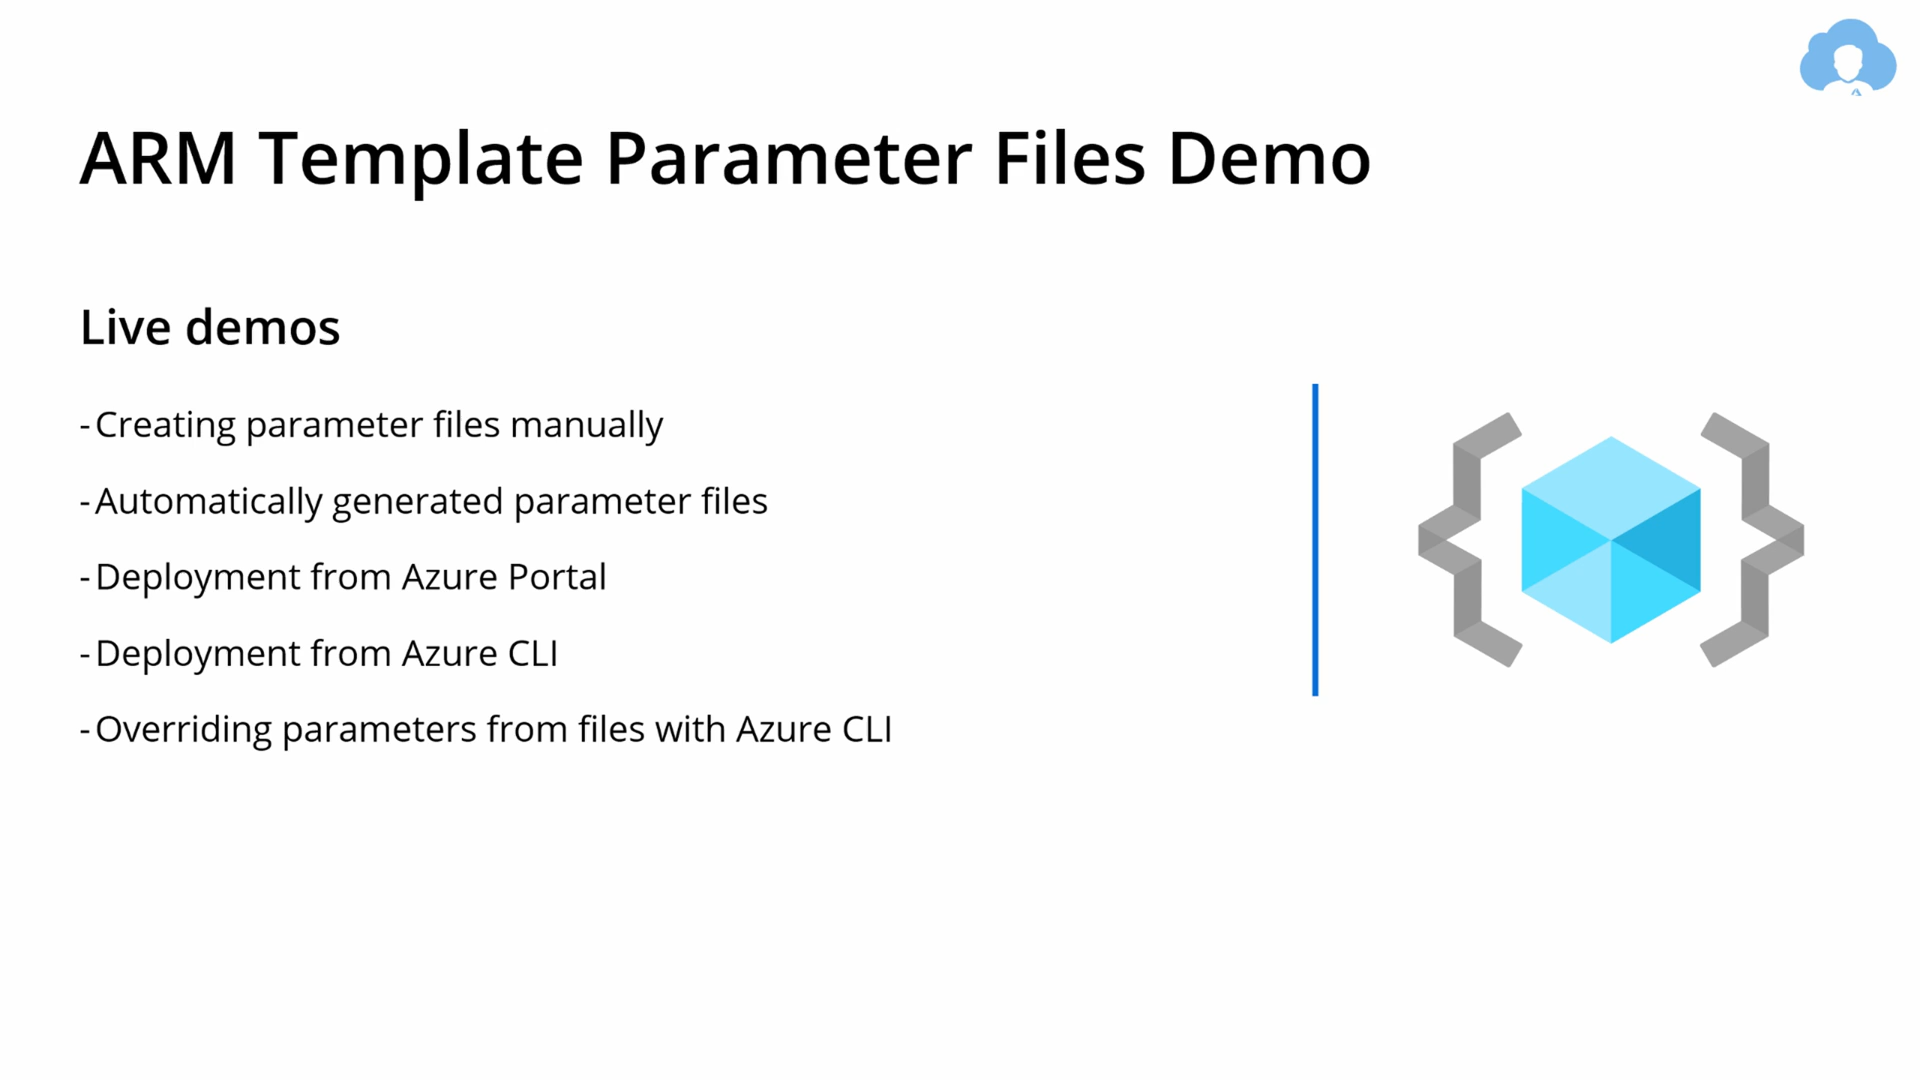 ARM Template Parameter Files Demo
Live demos
- Creating parameter files manually
- Automatically generated parameter files
- Deployment from Azure Portal
- Deployment from Azure CLI
- Overriding parameters from files with Azure CLI